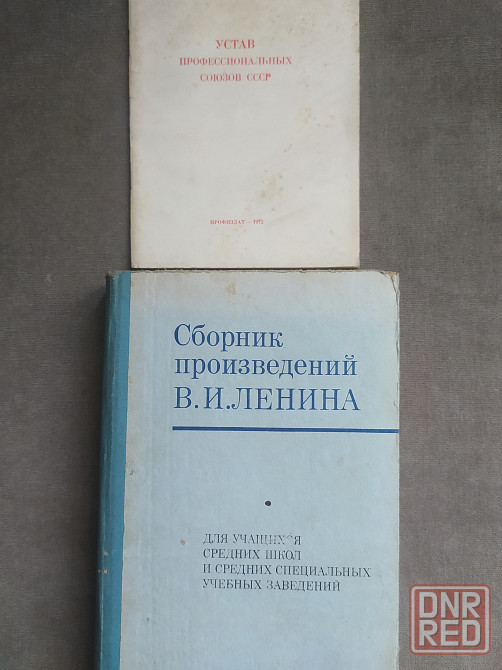 УСТАВ
ПРОФЕССИОНАЛЬНЫХ
СОЮЗОВ СССР
ПРОФИЗДАТ — 1972
Сборник
произведений
В.И.ЛЕНИНА
ДЛЯ УЧАЩИХСЯ
СРЕДНИХ ШКОЛ
И СРЕДНИХ СПЕЦИАЛЬНЫХ
УЧЕБНЫХ ЗАВЕДЕНИЙ
DNR
RED